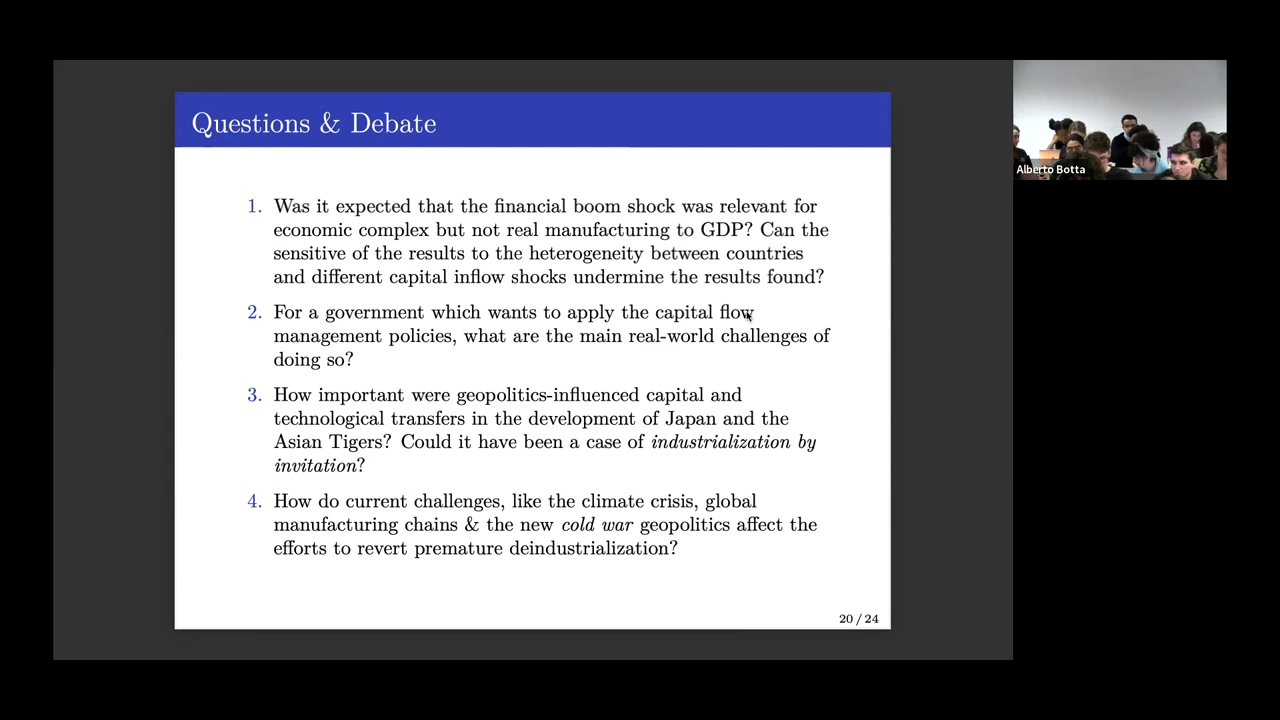 Questions & Debate
1. Was it expected that the financial boom shock was relevant for
economic complex but not real manufacturing to GDP? Can the
sensitive of the results to the heterogeneity between countries
and different capital inflow shocks undermine the results found?
2. For a government which wants to apply the capital flow
management policies, what are the main real-world challenges of
doing so?
3. How important were geopolitics-influenced capital and
technological transfers in the development of Japan and the
Asian Tigers? Could it have been a case of industrialization by
invitation?
4. How do current challenges, like the climate crisis, global
manufacturing chains & the new cold war geopolitics affect the
efforts to revert premature deindustrialization?
20 / 24
Alberto Botta